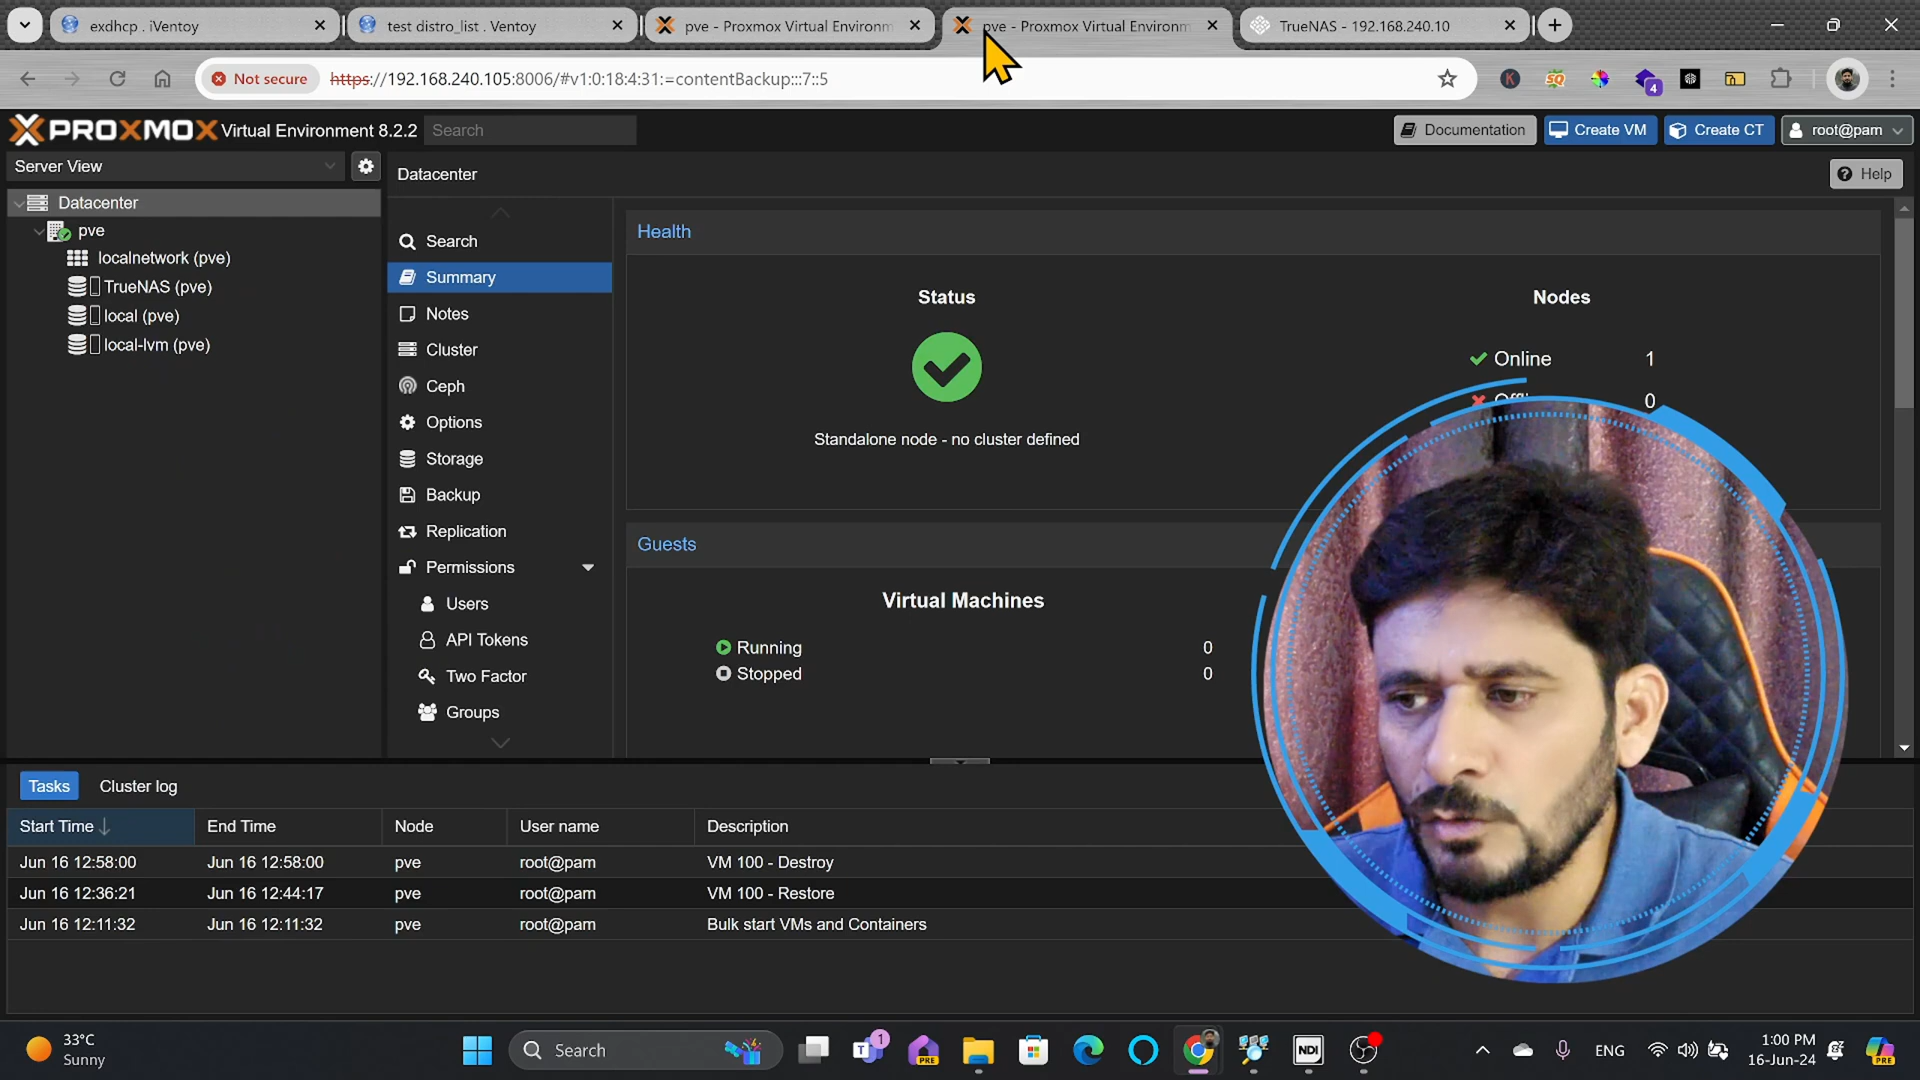 exdhcp . iVentoy
test distro_list . Ventoy
pve - Proxmox Virtual Environm
pve - Proxmox Virtual Environm
TrueNAS - 192.168.240.10
Not secure
https://192.168.240.105:8006/#v1:0:18:4:31:=contentBackup:::7::5
4
PROXMOX Virtual Environment 8.2.2
Search
Documentation
Create VM
Create CT
root@pam
Server View
Datacenter
Help
Datacenter
pve
localnetwork (pve)
TrueNAS (pve)
local (pve)
local-lvm (pve)
Search
Summary
Notes
Cluster
Ceph
Options
Storage
Backup
Replication
Permissions
Users
API Tokens
Two Factor
Groups
Health
Status
Nodes
Online 1
0
Standalone node - no cluster defined
Guests
Virtual Machines
Running 0
Stopped 0
Tasks
Cluster log
Start Time End Time Node User name Description
Jun 16 12:58:00 Jun 16 12:58:00 pve root@pam VM 100 - Destroy
Jun 16 12:36:21 Jun 16 12:44:17 pve root@pam VM 100 - Restore
Jun 16 12:11:32 Jun 16 12:11:32 pve root@pam Bulk start VMs and Containers
33°C
Sunny
Search
1
PRE
NDI
ENG
1:00 PM
16-Jun-24
PRE